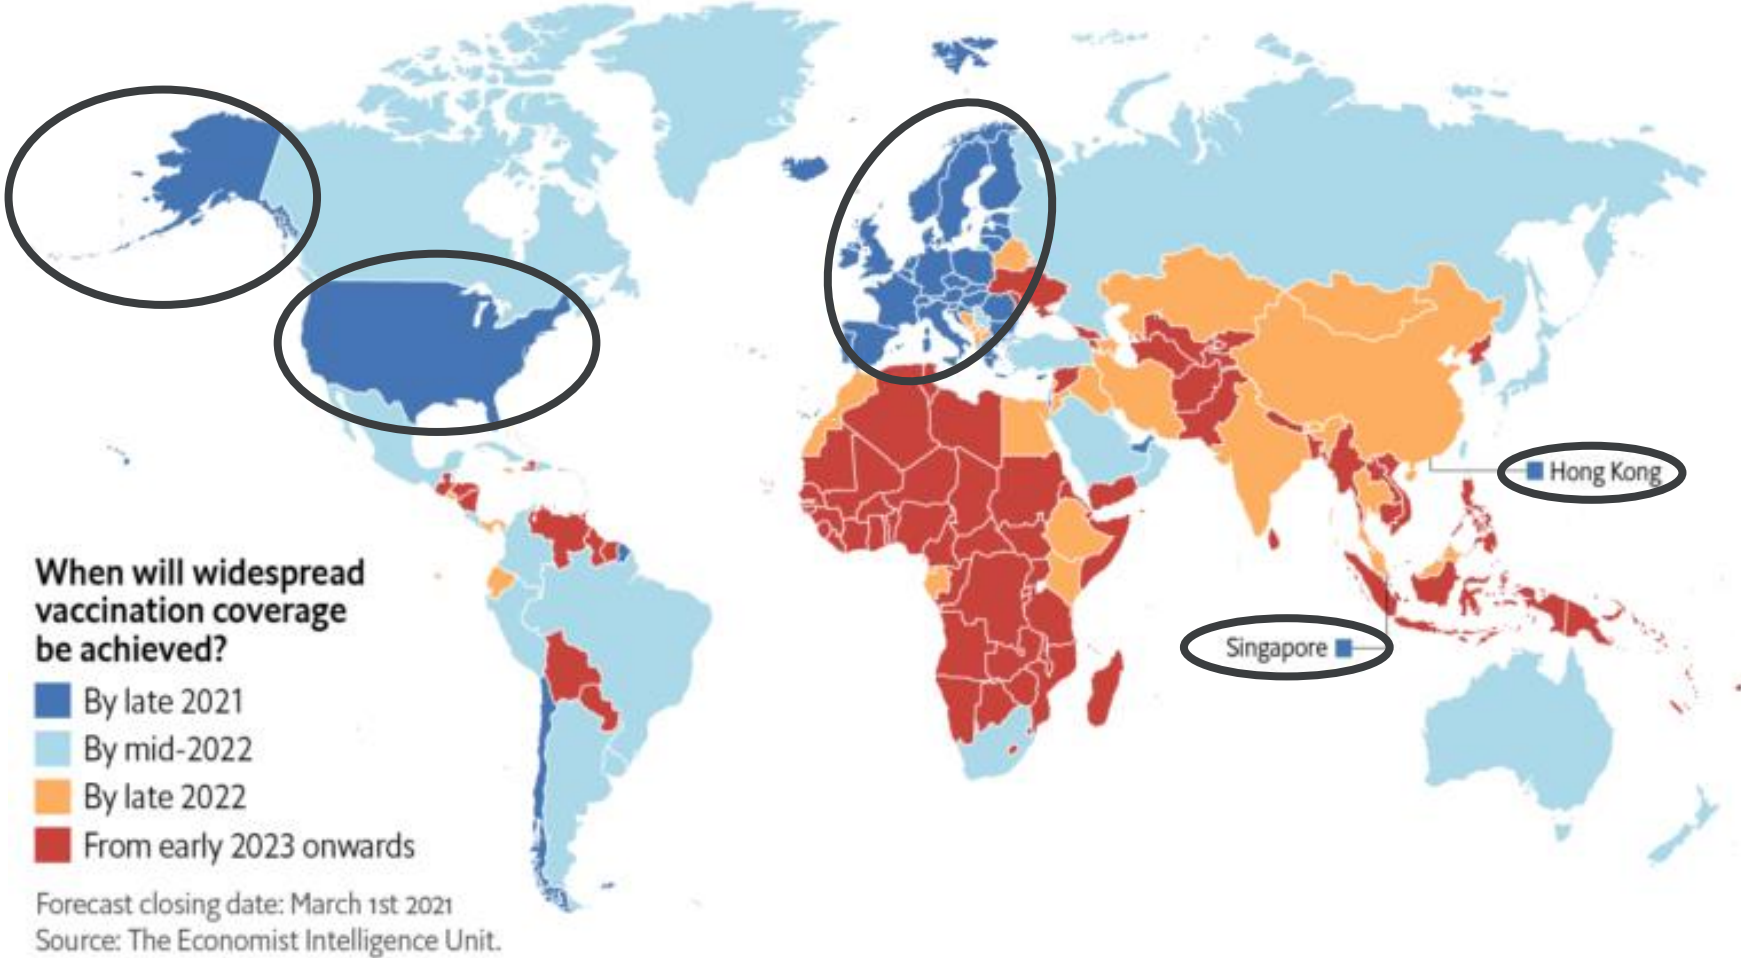 Hong Kong
Singapore
When will widespread
vaccination coverage
be achieved?
By late 2021
By mid-2022
By late 2022
From early 2023 onwards
Forecast closing date: March 1st 2021
Source: The Economist Intelligence Unit.